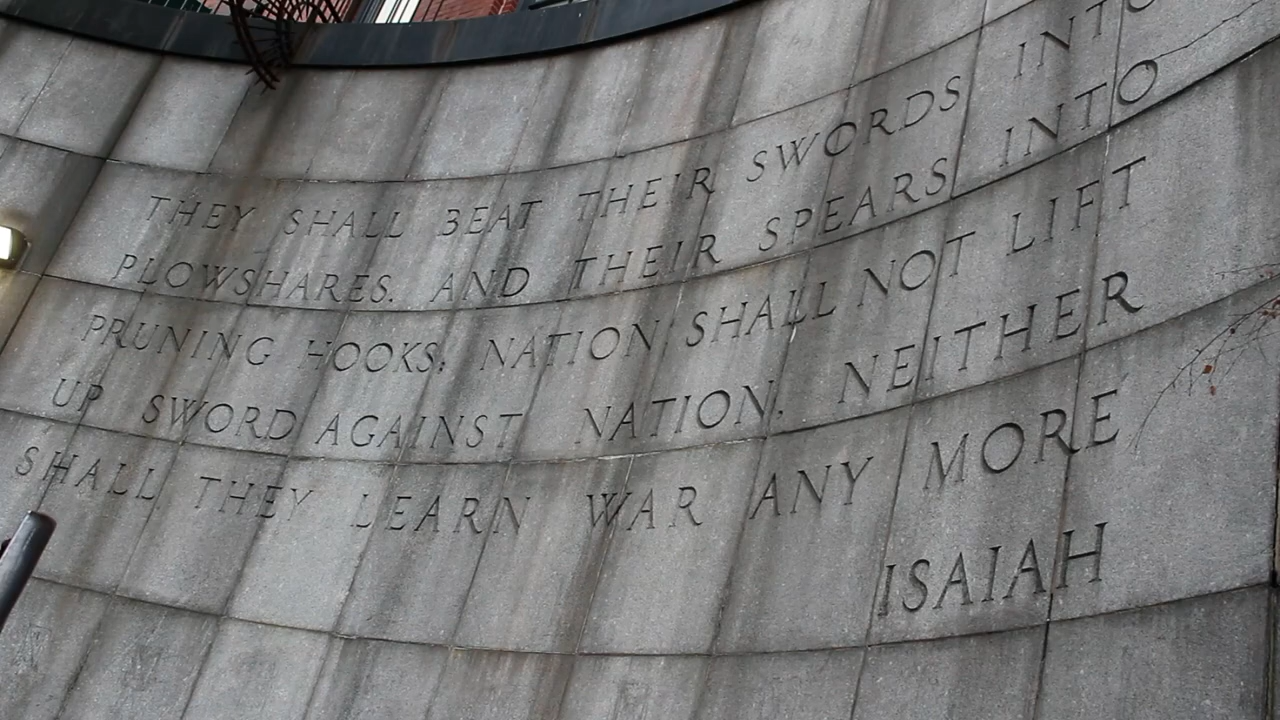 THEY SHALL BEAT THEIR SWORDS INTO
PLOWSHARES. AND THEIR SPEARS INTO
PRUNING HOOKS; NATION SHALL NOT LIFT
UP SWORD AGAINST NATION. NEITHER
SHALL THEY LEARN WAR ANY MORE
ISAIAH